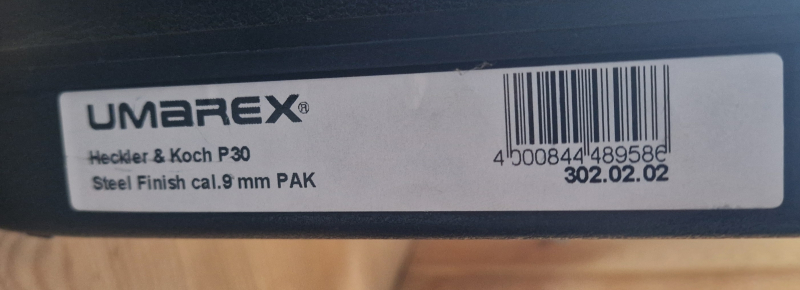 UMAREX®
Heckler & Koch P30
Steel Finish cal.9 mm PAK
4 000844 489586
302.02.02